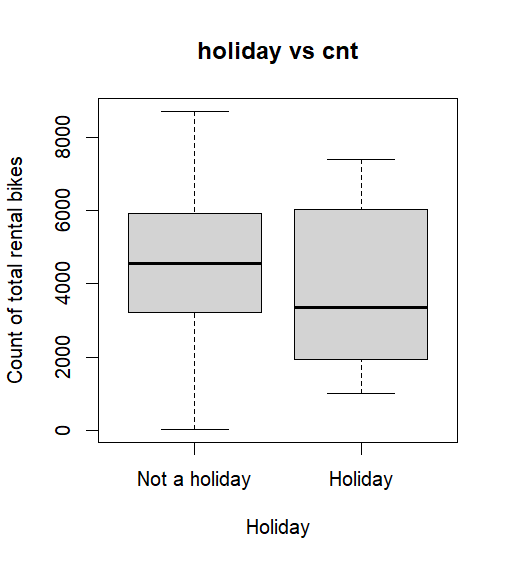 holiday vs cnt
Count of total rental bikes
8000
6000
4000
2000
0
Not a holiday
Holiday
Holiday